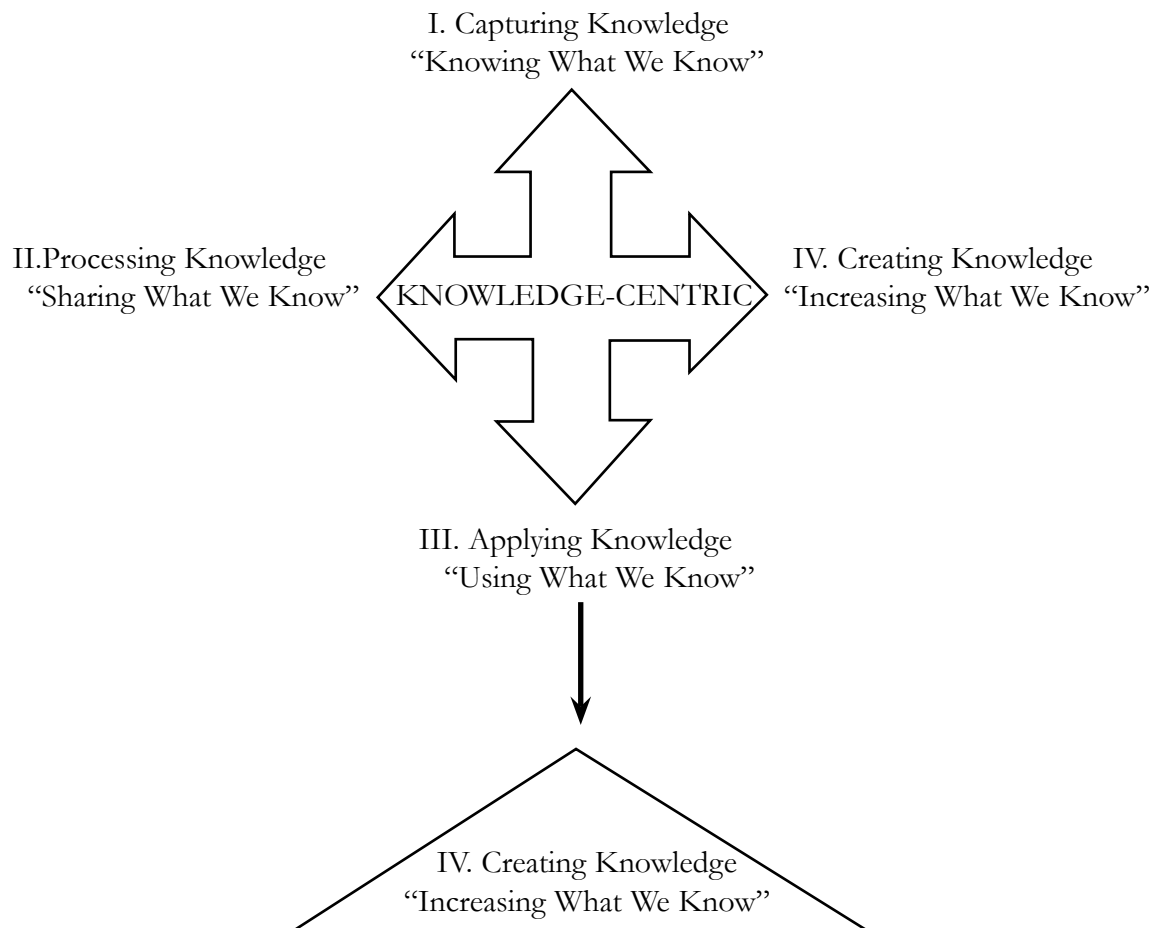 I. Capturing Knowledge
“Knowing What We Know”
II.Processing Knowledge
“Sharing What We Know”
KNOWLEDGE-CENTRIC
IV. Creating Knowledge
“Increasing What We Know”
III. Applying Knowledge
“Using What We Know”
IV. Creating Knowledge
“Increasing What We Know”